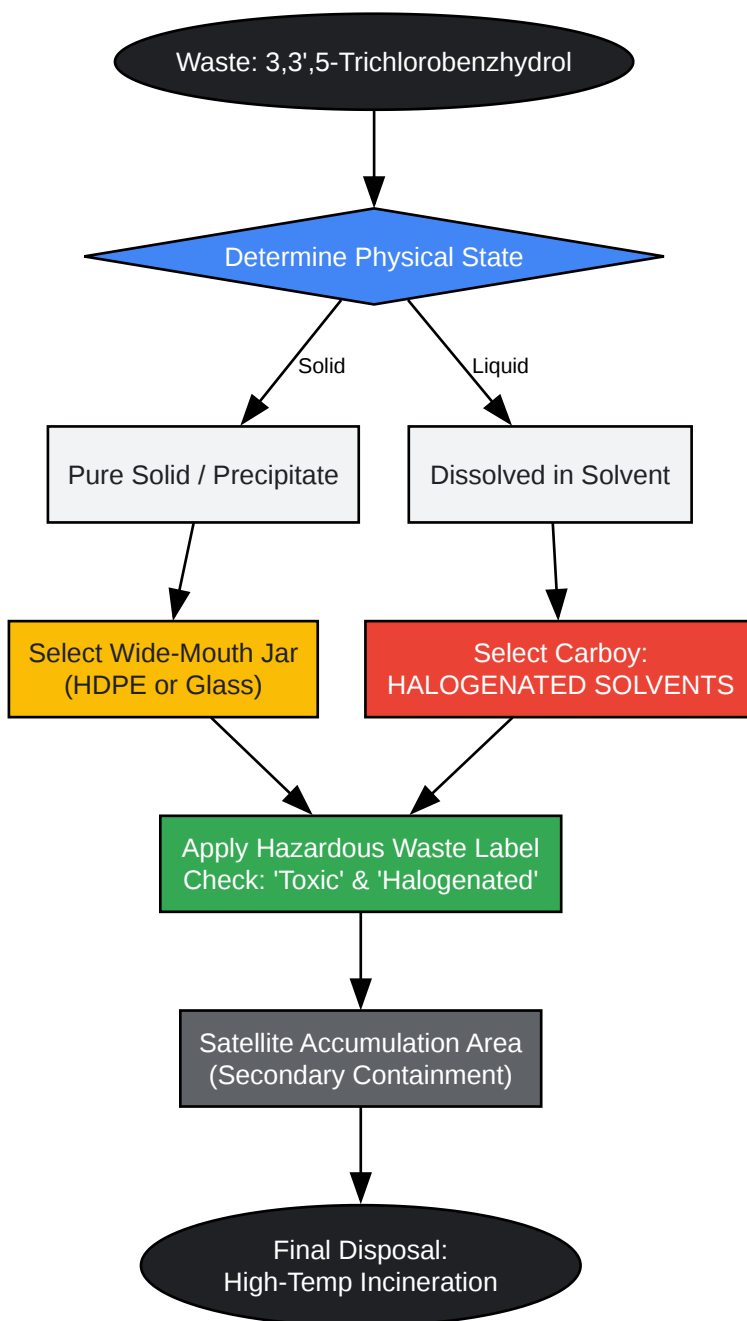 Waste: 3,3',5-Trichlorobenzhydrol
Determine Physical State
Solid
Liquid
Pure Solid / Precipitate
Dissolved in Solvent
Select Wide-Mouth Jar
(HDPE or Glass)
Select Carboy:
HALOGENATED SOLVENTS
Apply Hazardous Waste Label
Check: 'Toxic' & 'Halogenated'
Satellite Accumulation Area
(Secondary Containment)
Final Disposal:
High-Temp Incineration